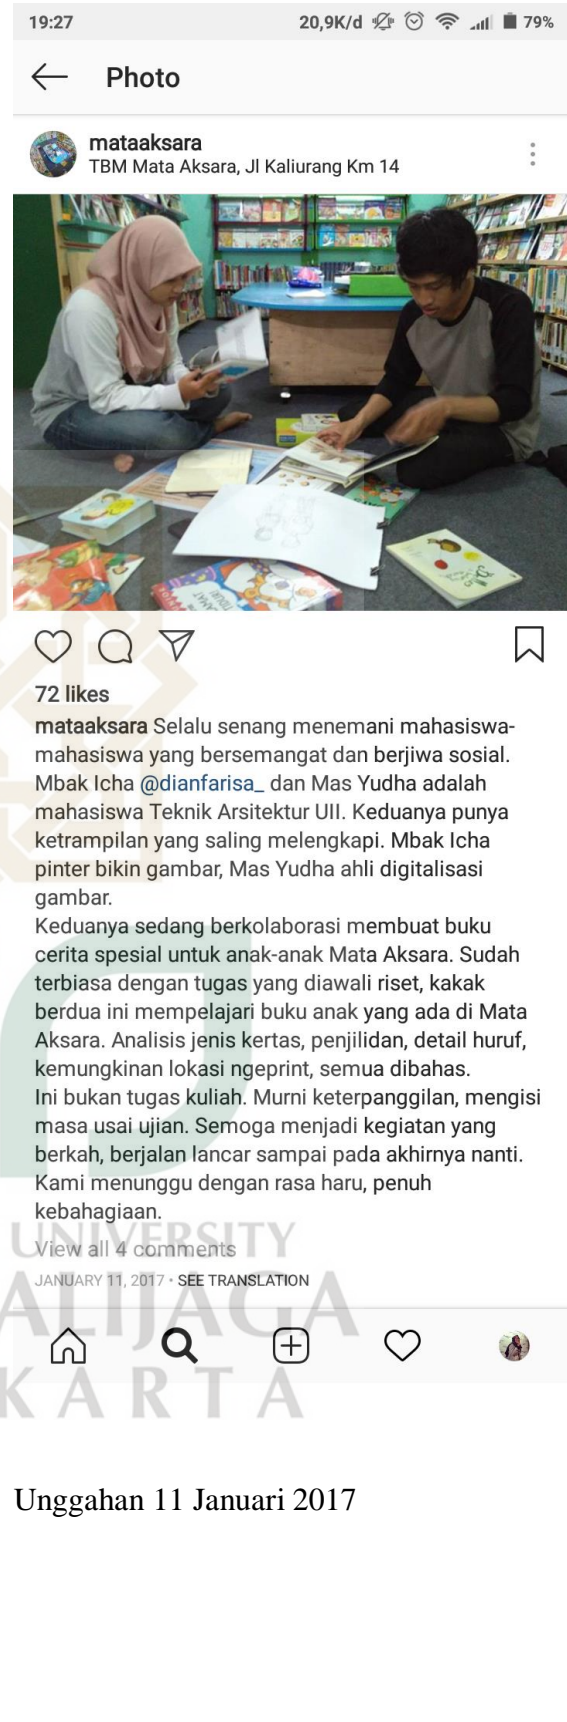 19:27 20,9K/d 79%
Photo
mataaksara
TBM Mata Aksara, Jl Kaliurang Km 14
72 likes
mataaksara Selalu senang menemani mahasiswa-
mahasiswa yang bersemangat dan berjiwa sosial.
Mbak Icha @dianfarisa_ dan Mas Yudha adalah
mahasiswa Teknik Arsitektur UII. Keduanya punya
ketrampilan yang saling melengkapi. Mbak Icha
pinter bikin gambar, Mas Yudha ahli digitalisasi
gambar.
Keduanya sedang berkolaborasi membuat buku
cerita spesial untuk anak-anak Mata Aksara. Sudah
terbiasa dengan tugas yang diawali riset, kakak
berdua ini mempelajari buku anak yang ada di Mata
Aksara. Analisis jenis kertas, penjilidan, detail huruf,
kemungkinan lokasi ngeprint, semua dibahas.
Ini bukan tugas kuliah. Murni keterpanggilan, mengisi
masa usai ujian. Semoga menjadi kegiatan yang
berkah, berjalan lancar sampai pada akhirnya nanti.
Kami menunggu dengan rasa haru, penuh
kebahagiaan.
UNIVERSITY
View all 4 comments
JANUARY 11, 2017 • SEE TRANSLATION
ALIJAGA
KARTA
Unggahan 11 Januari 2017